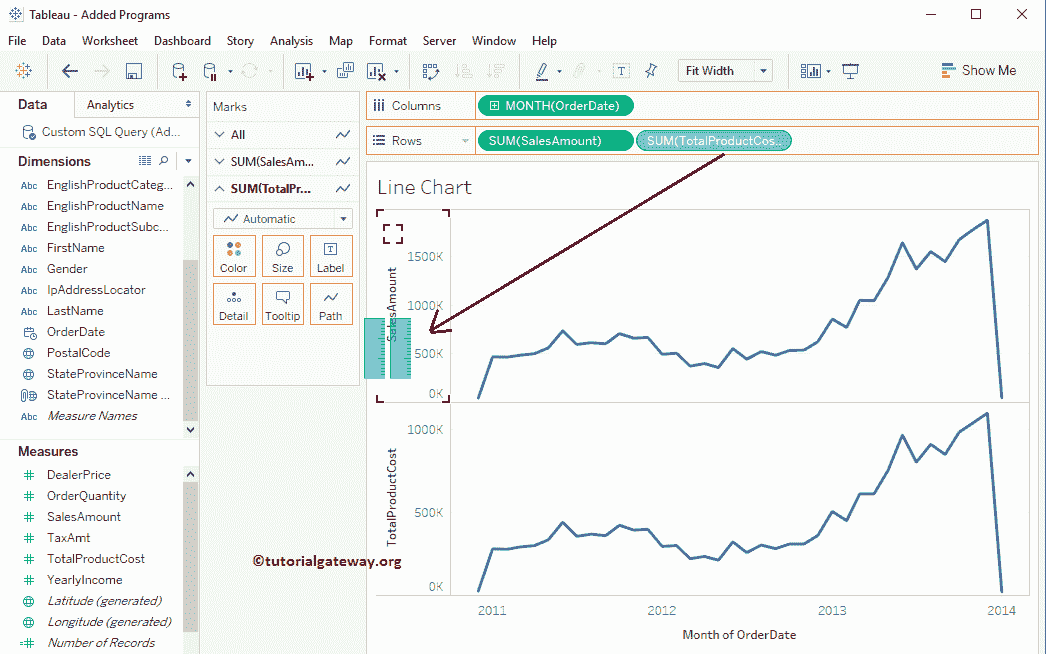 Tableau - Added Programs
File Data Worksheet Dashboard Story Analysis Map Format Server Window Help
Fit Width
Show Me
Data Analytics
Custom SQL Query (Ad...
Dimensions
Abc EnglishProductCateg...
Abc EnglishProductName
Abc EnglishProductSubc...
Abc FirstName
Abc Gender
Abc IpAddressLocator
Abc LastName
OrderDate
PostalCode
StateProvinceName
StateProvinceName ...
Abc Measure Names
Measures
DealerPrice
OrderQuantity
SalesAmount
TaxAmt
TotalProductCost
YearlyIncome
Latitude (generated)
Longitude (generated)
Number of Records
Marks
All
SUM(SalesAm...
SUM(TotalPr...
Automatic
Color Size Label
Detail Tooltip Path
Columns
MONTH(OrderDate)
Rows
SUM(SalesAmount) SUM(TotalProductCos..
Line Chart
SalesAmount
1500K
1000K
500K
0K
TotalProductCost
1000K
500K
0K
2011 2012 2013 2014
Month of OrderDate
©tutorialgateway.org